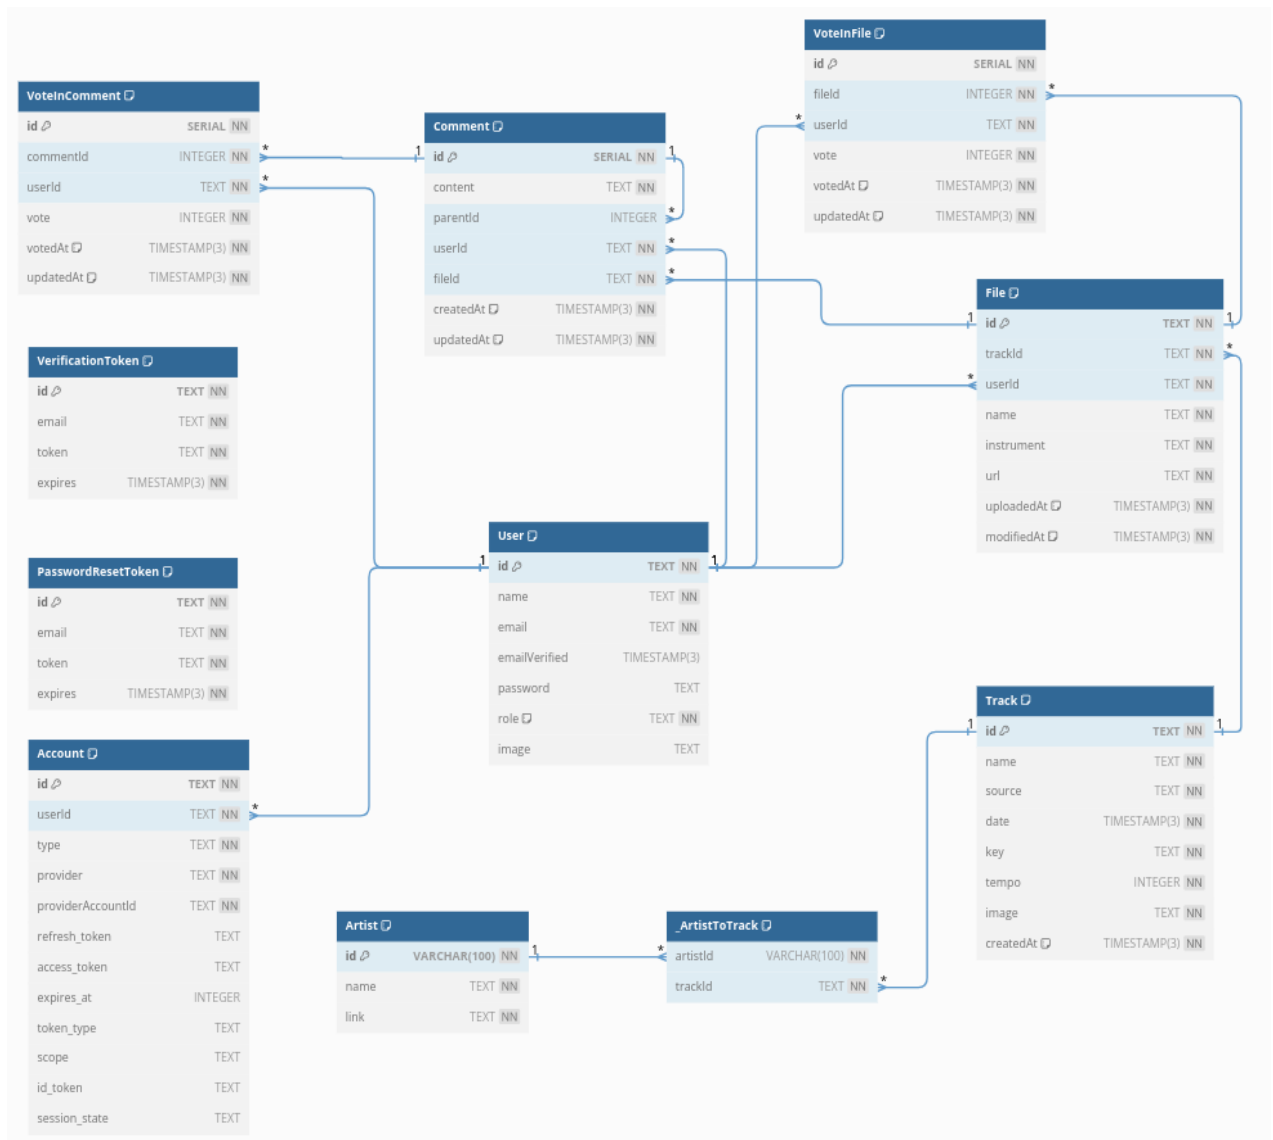 VoteInComment
id SERIAL NN
commentId INTEGER NN
userId TEXT NN
vote INTEGER NN
votedAt TIMESTAMP(3) NN
updatedAt TIMESTAMP(3) NN
*
*
1
Comment
id SERIAL NN
content TEXT NN
parentId INTEGER
userId TEXT NN
fileId TEXT NN
createdAt TIMESTAMP(3) NN
updatedAt TIMESTAMP(3) NN
1
*
*
*
VoteInFile
id SERIAL NN
fileId INTEGER NN
userId TEXT NN
vote INTEGER NN
votedAt TIMESTAMP(3) NN
updatedAt TIMESTAMP(3) NN
*
*
File
id TEXT NN
trackId TEXT NN
userId TEXT NN
name TEXT NN
instrument TEXT NN
url TEXT NN
uploadedAt TIMESTAMP(3) NN
modifiedAt TIMESTAMP(3) NN
1
1
*
*
VerificationToken
id TEXT NN
email TEXT NN
token TEXT NN
expires TIMESTAMP(3) NN
User
id TEXT NN
name TEXT NN
email TEXT NN
emailVerified TIMESTAMP(3)
password TEXT
role TEXT NN
image TEXT
1
1
PasswordResetToken
id TEXT NN
email TEXT NN
token TEXT NN
expires TIMESTAMP(3) NN
Account
id TEXT NN
userId TEXT NN
type TEXT NN
provider TEXT NN
providerAccountId TEXT NN
refresh_token TEXT
access_token TEXT
expires_at INTEGER
token_type TEXT
scope TEXT
id_token TEXT
session_state TEXT
*
Track
id TEXT NN
name TEXT NN
source TEXT NN
date TIMESTAMP(3) NN
key TEXT NN
tempo INTEGER NN
image TEXT NN
createdAt TIMESTAMP(3) NN
1
1
Artist
id VARCHAR(100) NN
name TEXT NN
link TEXT NN
1
*
_ArtistToTrack
artistId VARCHAR(100) NN
trackId TEXT NN
*